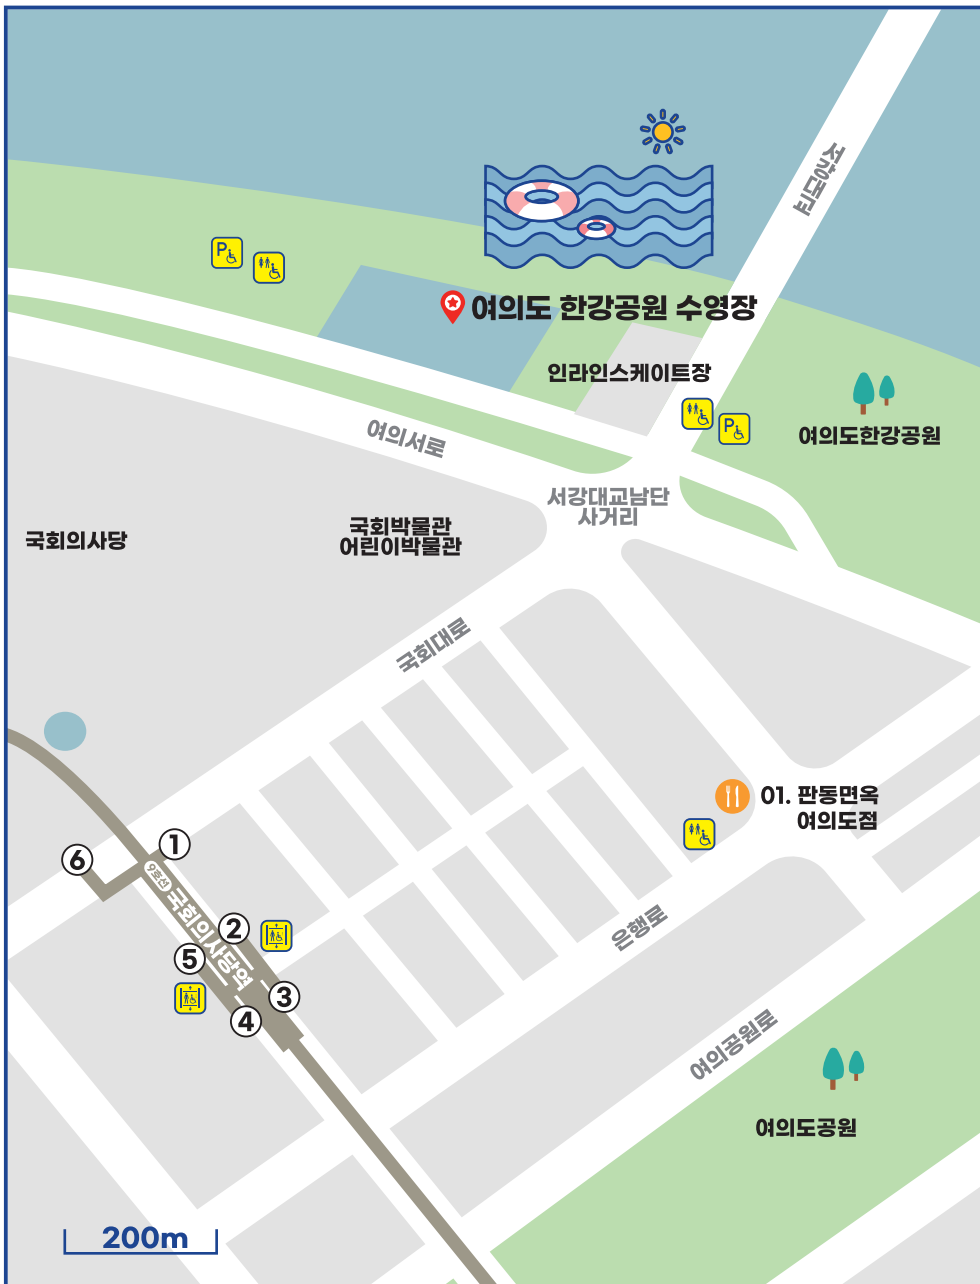 서강대교
P
여의도 한강공원 수영장
인라인스케이트장
P
여의도한강공원
여의서로
서강대교남단
사거리
국회박물관
어린이박물관
국회의사당
국회대로
01. 판동면옥
여의도점
1
6
9호선
국회의사당역
2
5
3
4
은행로
여의공원로
여의도공원
200m